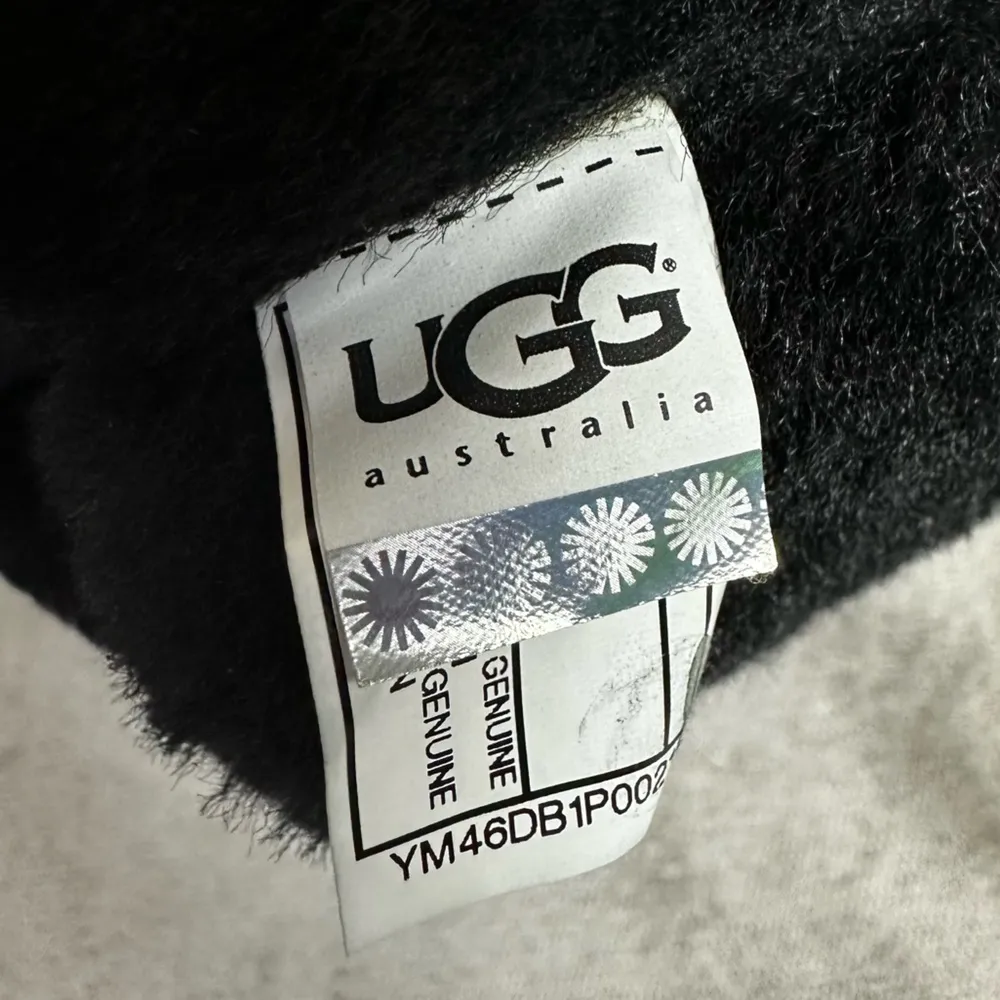 UGG®
australia
GENUINE
GENUINE
YM46DB1P002